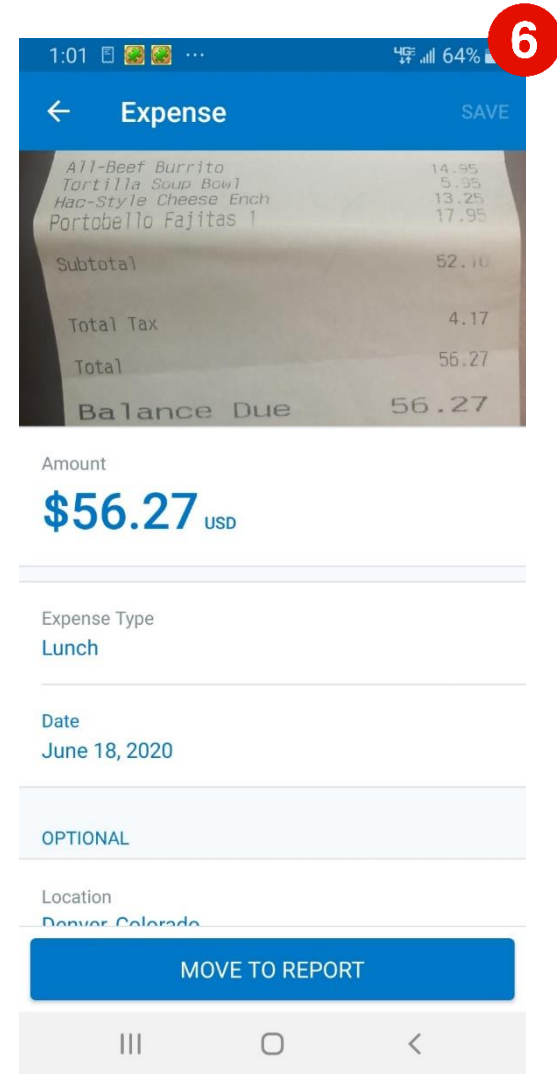 6
1:01 ... 4G 64%
Expense SAVE
All-Beef Burrito 14.95
Tortilla Soup Bowl 5.95
Hac-Style Cheese Ench 13.25
Portobello Fajitas 1 17.95
Subtotal 52.10
Total Tax 4.17
Total 56.27
Balance Due 56.27
Amount
$56.27 USD
Expense Type
Lunch
Date
June 18, 2020
OPTIONAL
Location
Denver, Colorado
MOVE TO REPORT